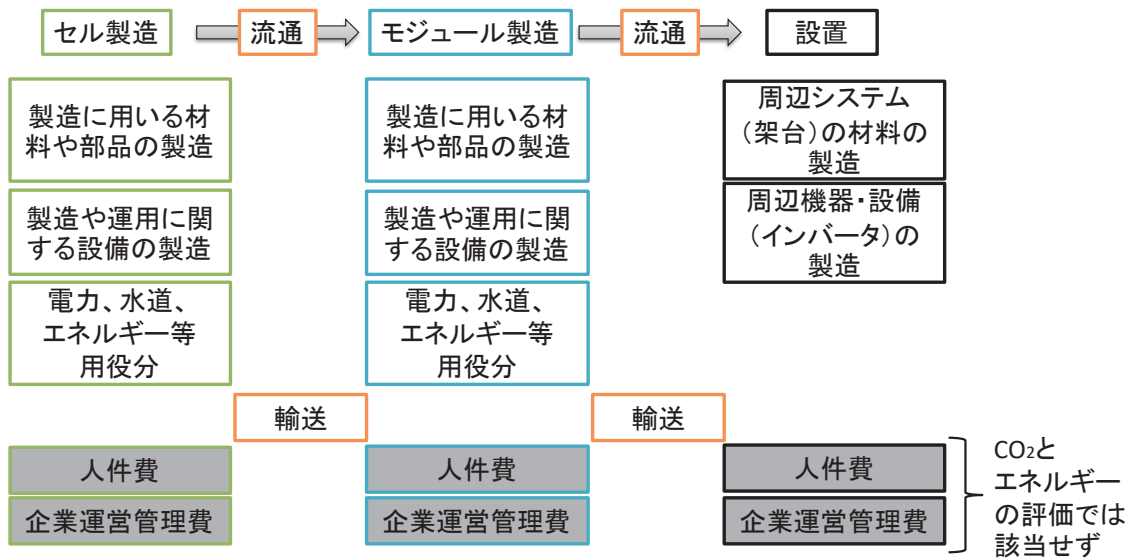 セル製造
流通
モジュール製造
流通
設置
製造に用いる材
料や部品の製造
製造に用いる材
料や部品の製造
周辺システム
（架台）の材料の
製造
製造や運用に関
する設備の製造
製造や運用に関
する設備の製造
周辺機器・設備
（インバータ）の
製造
電力、水道、
エネルギー等
用役分
電力、水道、
エネルギー等
用役分
輸送
輸送
人件費
人件費
人件費
企業運営管理費
企業運営管理費
企業運営管理費
CO₂と
エネルギー
の評価では
該当せず